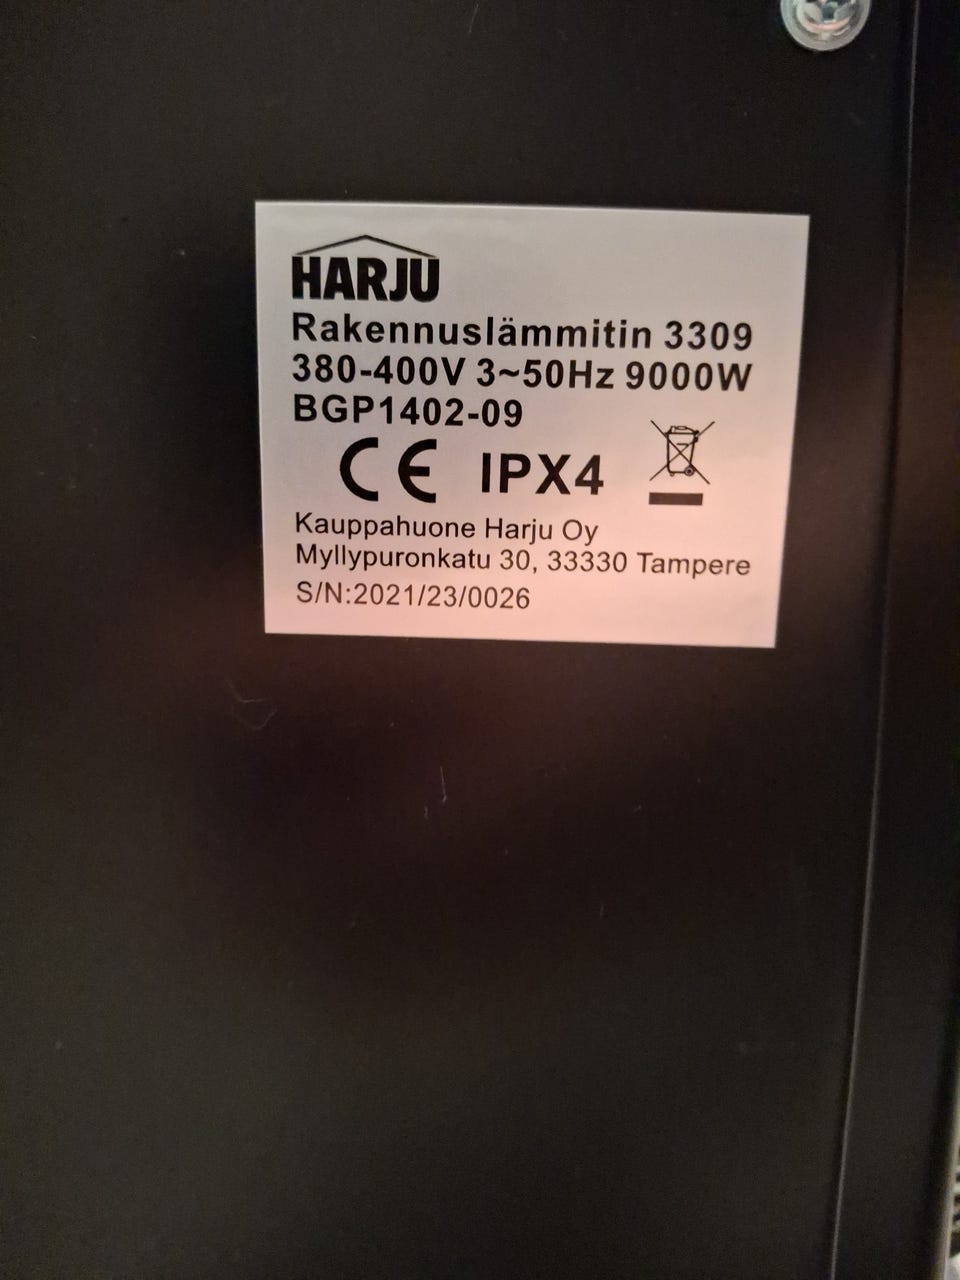 HARJU
Rakennuslämmitin 3309
380-400V 3~50Hz 9000W
BGP1402-09
CE IPX4
Kauppahuone Harju Oy
Myllypuronkatu 30, 33330 Tampere
S/N:2021/23/0026